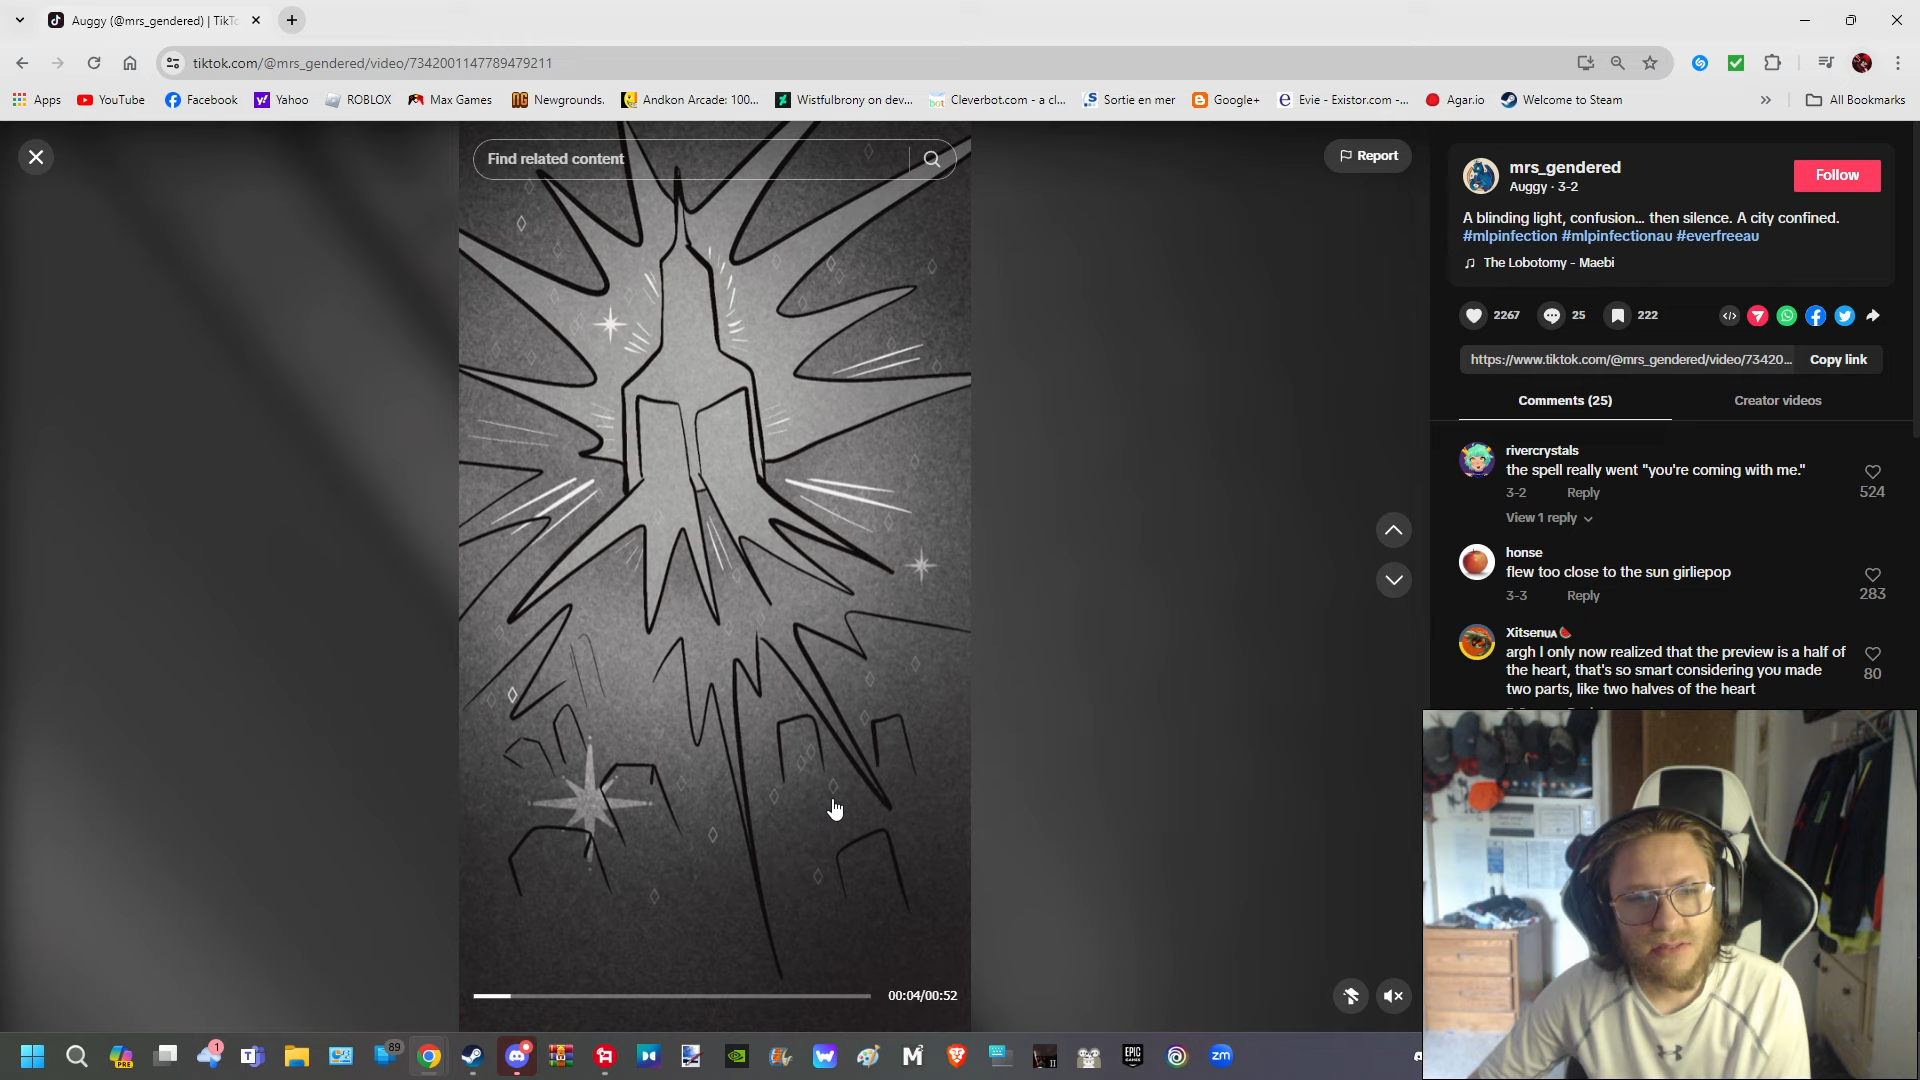 Auggy (@mrs_gendered) | TikTo
tiktok.com/@mrs_gendered/video/7342001147789479211
Apps
YouTube
Facebook
Yahoo
ROBLOX
Max Games
Newgrounds.
Andkon Arcade: 100...
Wistfulbrony on dev...
Cleverbot.com - a cl...
Sortie en mer
Google+
Evie - Existor.com -...
Agar.io
Welcome to Steam
All Bookmarks
Find related content
Report
mrs_gendered
Auggy · 3-2
Follow
A blinding light, confusion... then silence. A city confined.
#mlpinfection #mlpinfectionau #everfreeau
The Lobotomy - Maebi
2267
25
222
https://www.tiktok.com/@mrs_gendered/video/73420...
Copy link
Comments (25)
Creator videos
rivercrystals
the spell really went "you're coming with me."
3-2
Reply
524
View 1 reply
honse
flew too close to the sun girliepop
3-3
Reply
283
Xitsenua
argh I only now realized that the preview is a half of
the heart, that's so smart considering you made
two parts, like two halves of the heart
80
00:04/00:52
PRE
1
89
EPIC
GAMES
zm